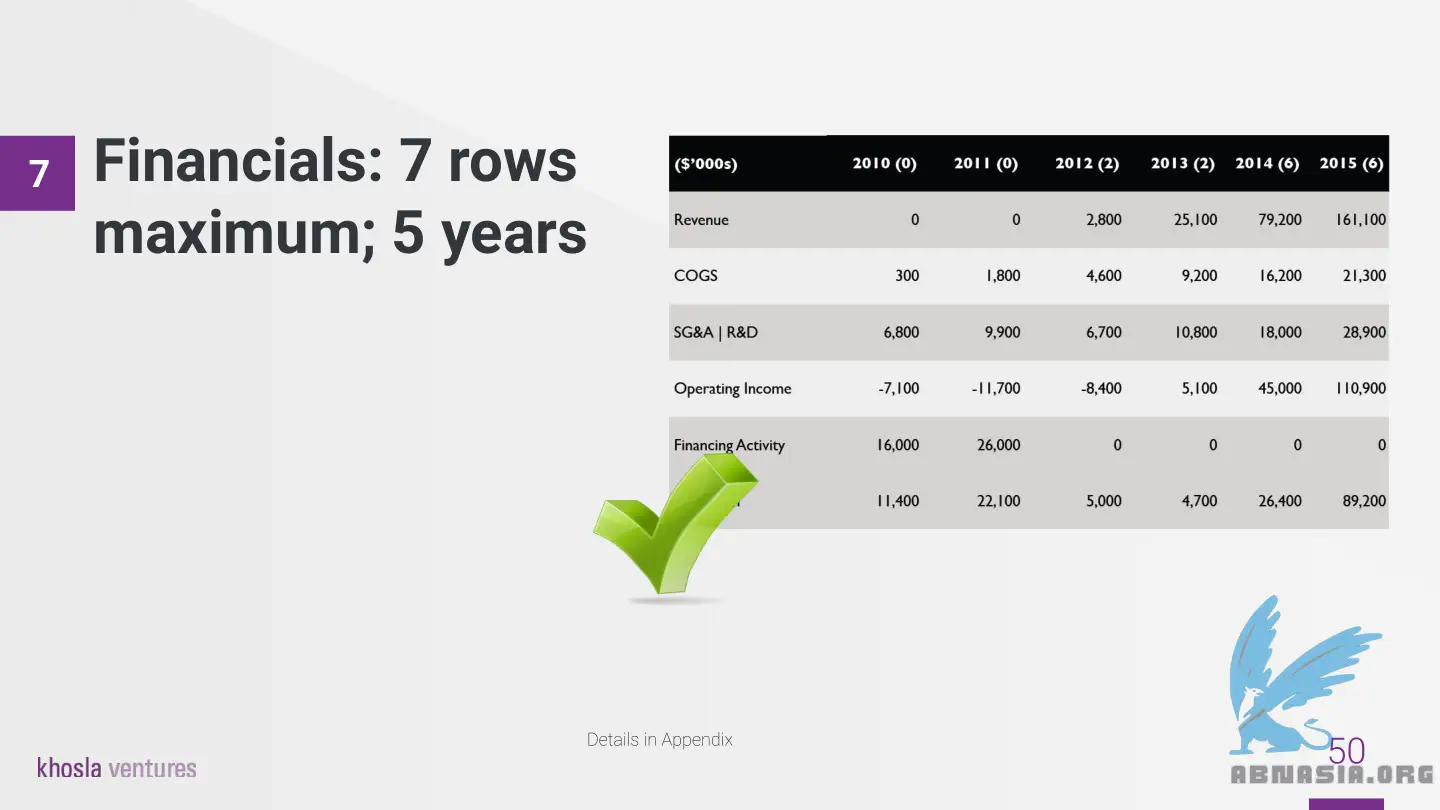 7
Financials: 7 rows
maximum; 5 years
($'000s) 2010 (0) 2011 (0) 2012 (2) 2013 (2) 2014 (6) 2015 (6)
Revenue 0 0 2,800 25,100 79,200 161,100
COGS 300 1,800 4,600 9,200 16,200 21,300
SG&A | R&D 6,800 9,900 6,700 10,800 18,000 28,900
Operating Income -7,100 -11,700 -8,400 5,100 45,000 110,900
Financing Activity 16,000 26,000 0 0 0 0
11,400 22,100 5,000 4,700 26,400 89,200
Details in Appendix
khosla ventures
50
ABNASIA.ORG